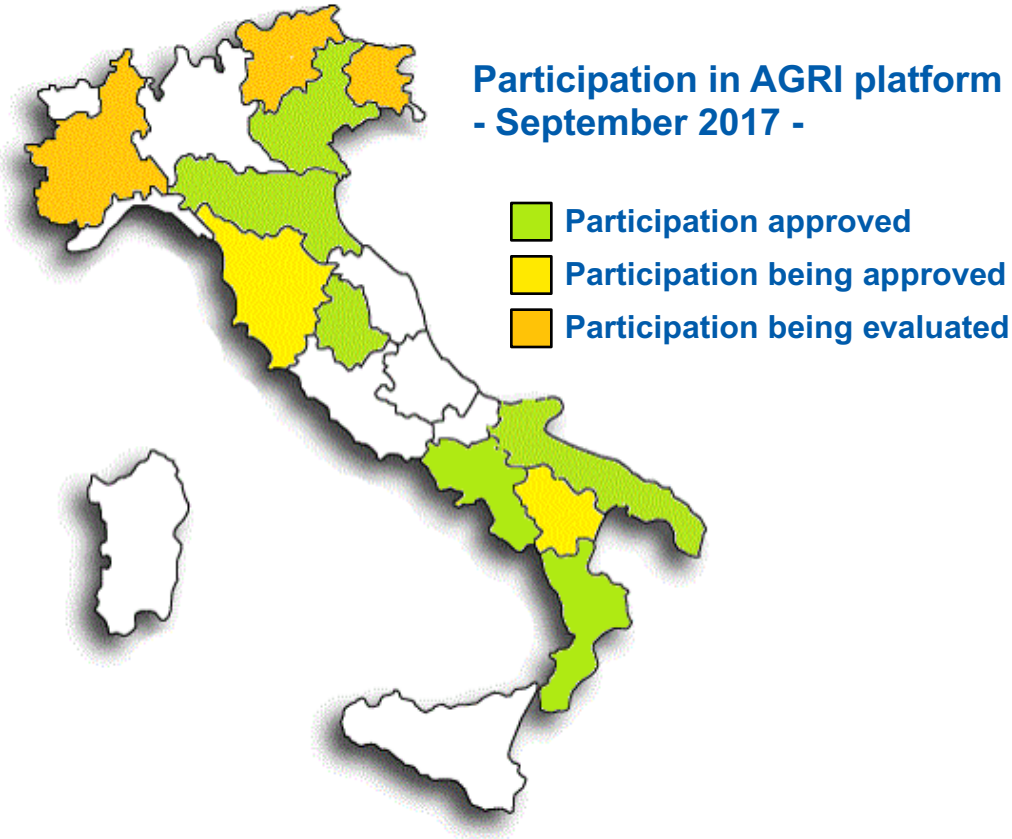 Participation in AGRI platform
- September 2017 -
Participation approved
Participation being approved
Participation being evaluated